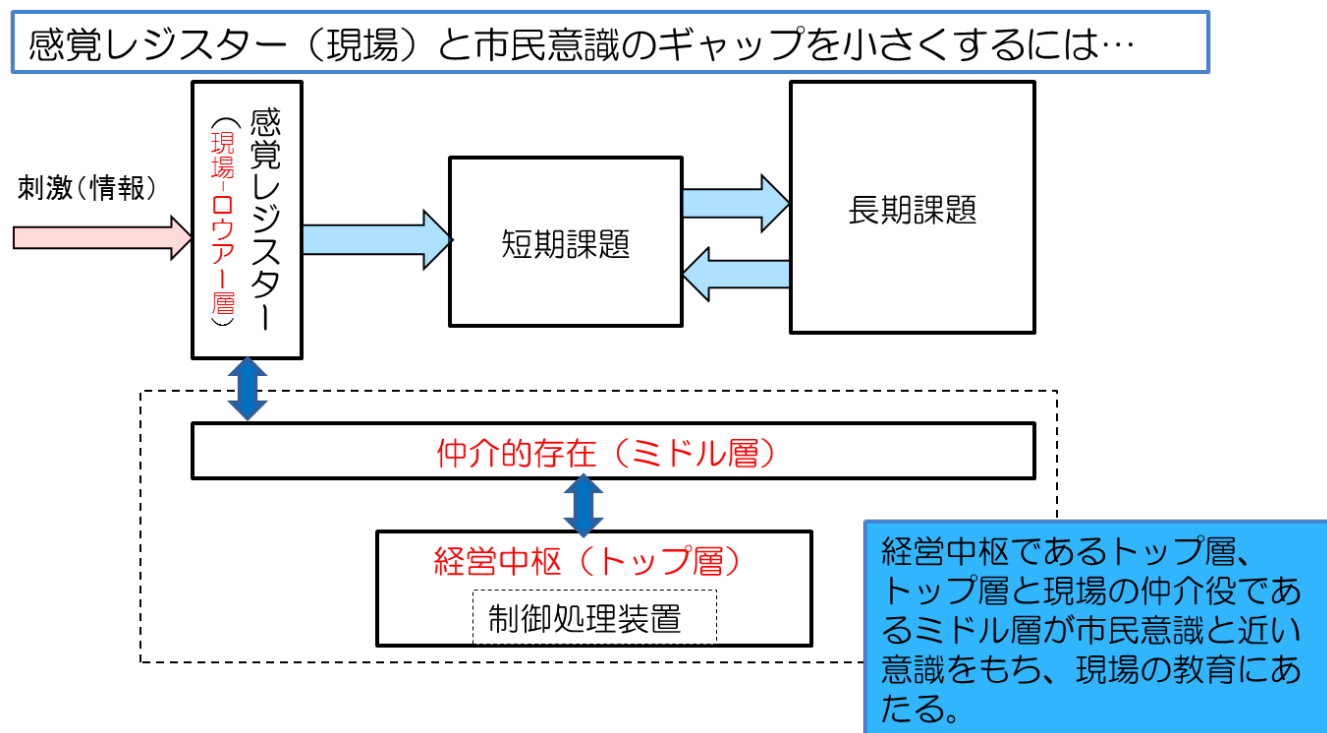 感覚レジスター（現場）と市民意識のギャップを小さくするには…
刺激(情報)
感覚レジスター
（現場-ロウアー層）
短期課題
長期課題
仲介的存在（ミドル層）
経営中枢（トップ層）
制御処理装置
経営中枢であるトップ層、
トップ層と現場の仲介役であ
るミドル層が市民意識と近い
意識をもち、現場の教育にあ
たる。